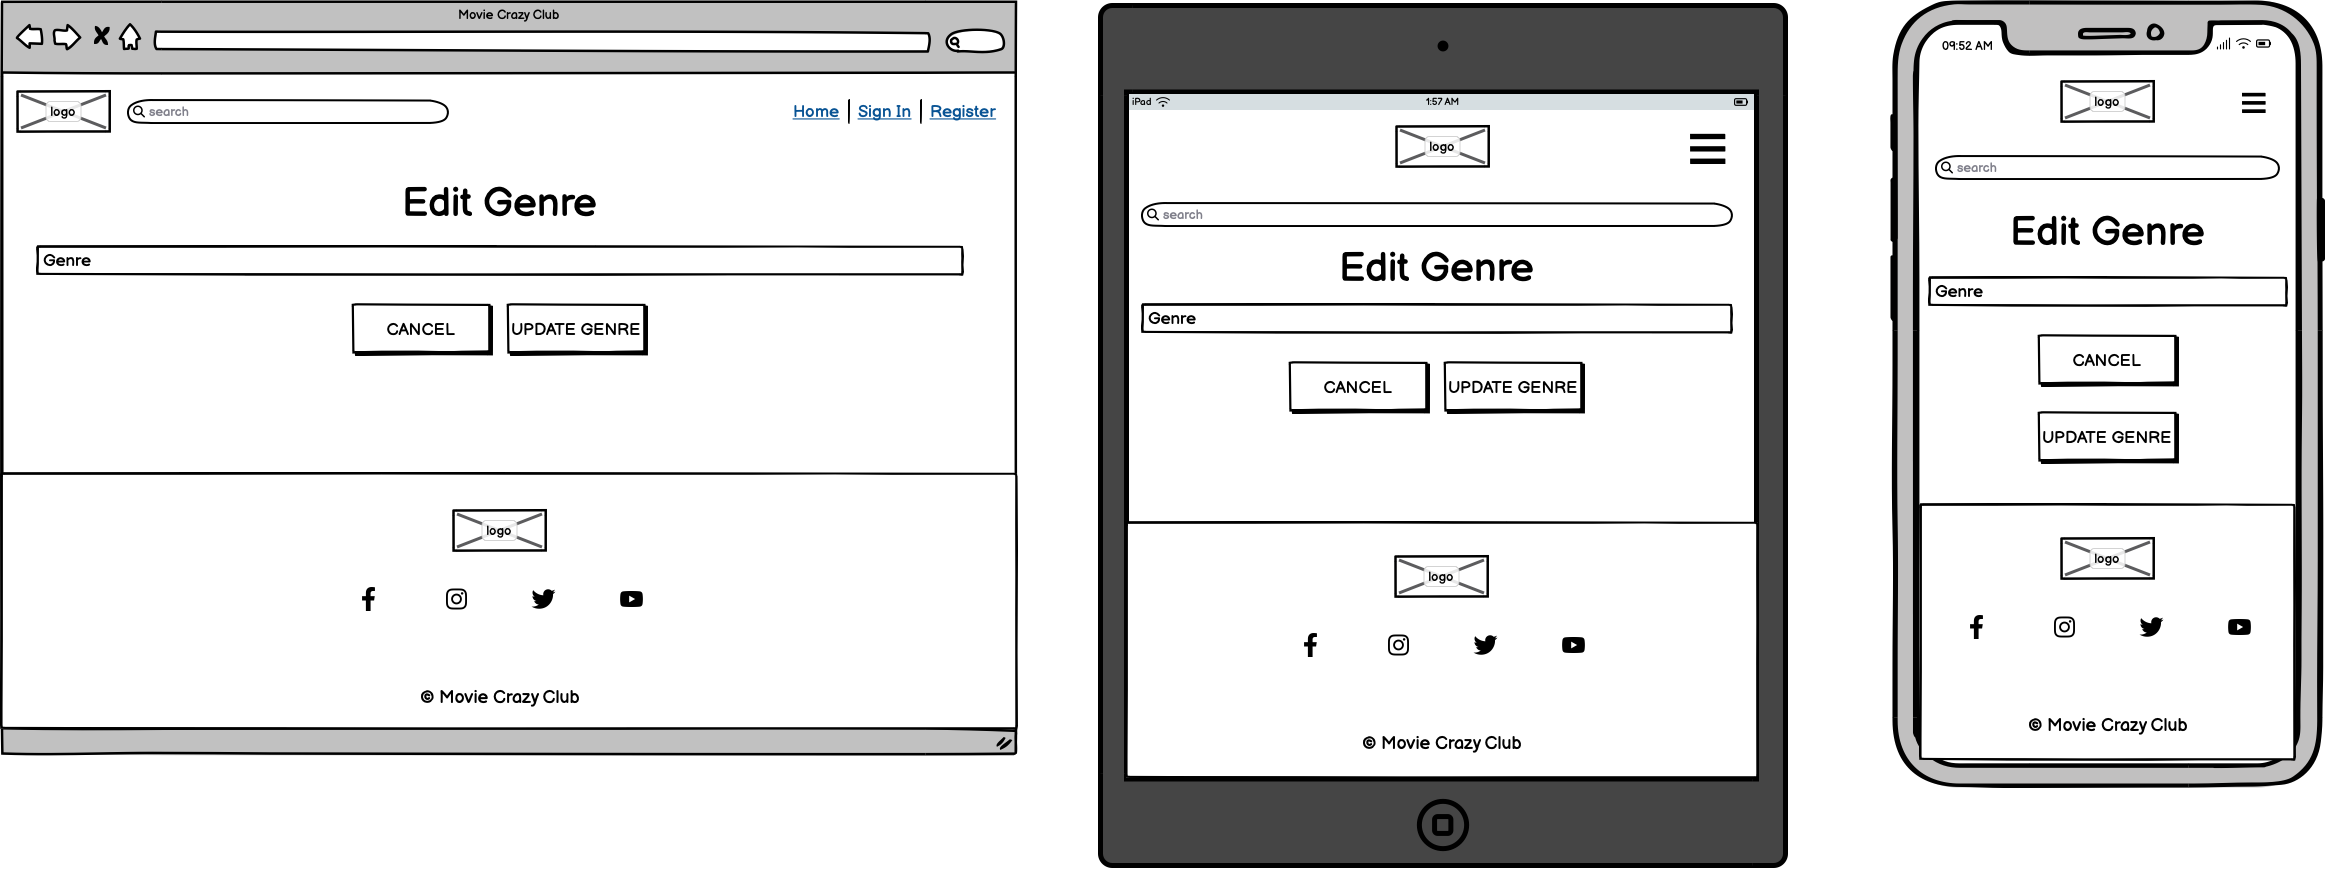 Movie Crazy Club
logo
search
Home
Sign In
Register
Edit Genre
Genre
CANCEL
UPDATE GENRE
logo
© Movie Crazy Club
iPad
1:57 AM
logo
search
Edit Genre
Genre
CANCEL
UPDATE GENRE
logo
© Movie Crazy Club
09:52 AM
logo
search
Edit Genre
Genre
CANCEL
UPDATE GENRE
logo
© Movie Crazy Club